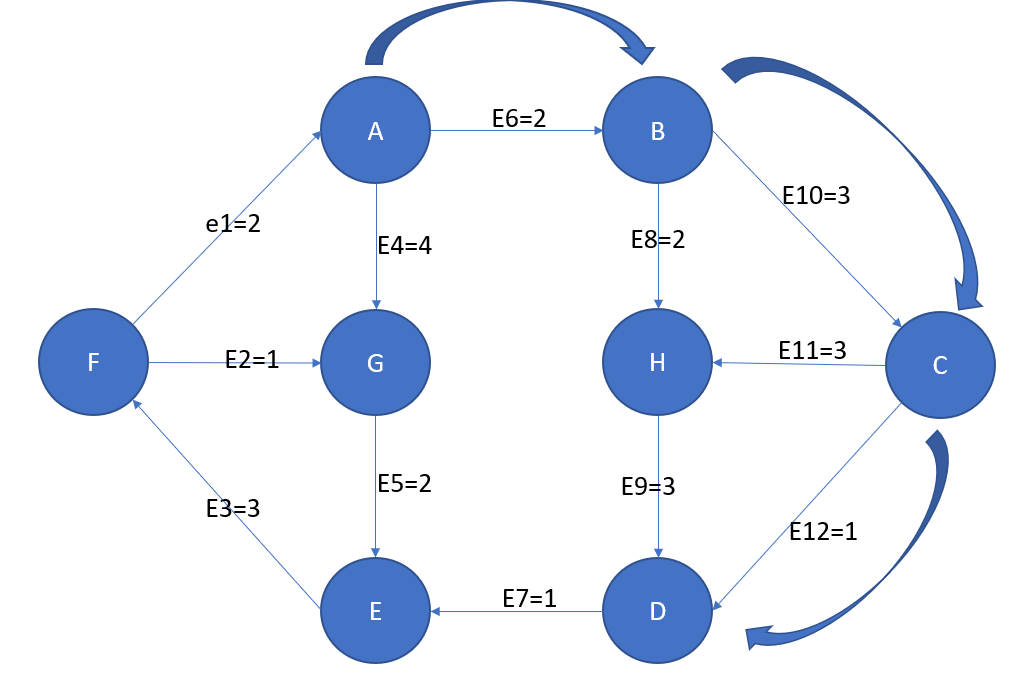 A
E6=2
B
e1=2
E4=4
E8=2
E10=3
F
E2=1
G
H
E11=3
C
E3=3
E5=2
E9=3
E12=1
E
E7=1
D